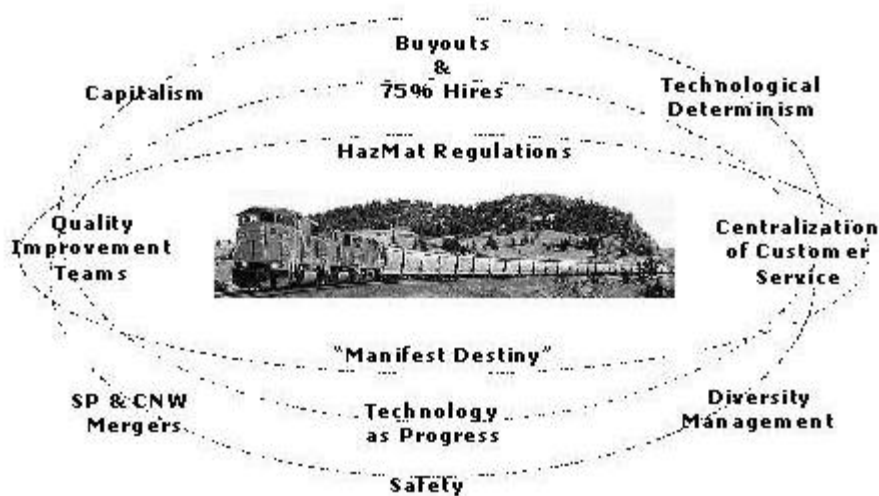 Buyouts
&
75% Hires
Capitalism
Technological
Determinism
HazMat Regulations
Quality
Improvement
Teams
Centralization
of Customer
Service
"Manifest Destiny"
SP & CNW
Mergers
Technology
as Progress
Diversity
Management
Safety